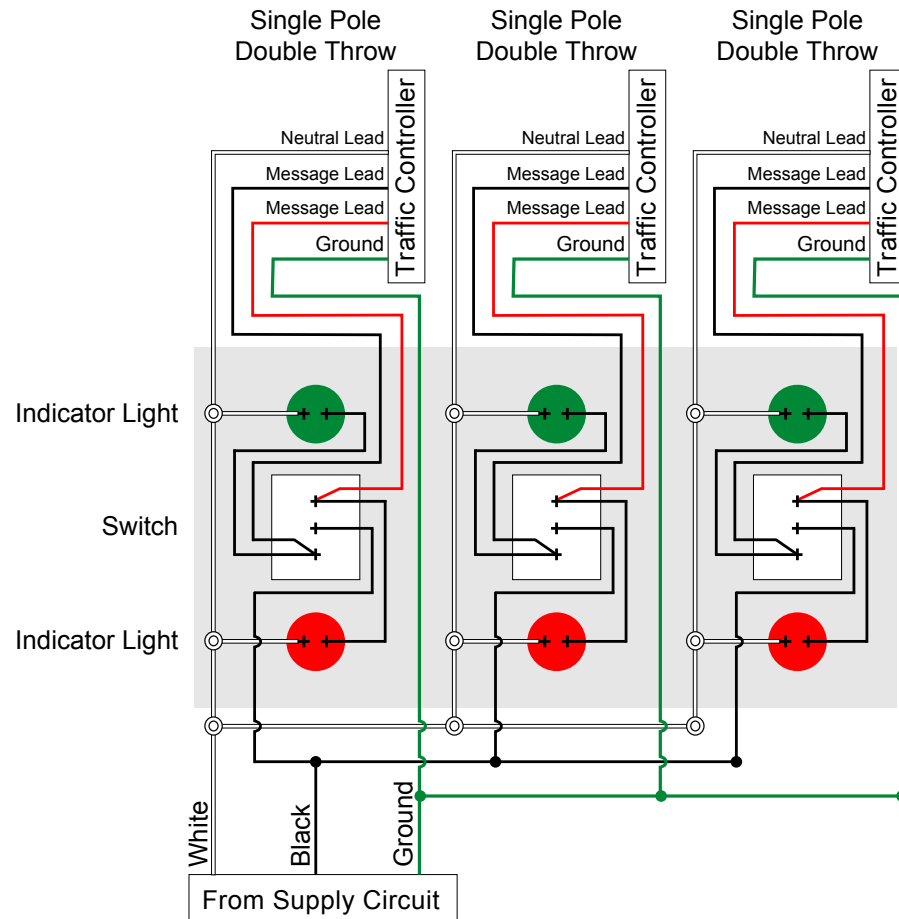 Single Pole
Double Throw
Single Pole
Double Throw
Single Pole
Double Throw
Traffic Controller
Traffic Controller
Traffic Controller
Neutral Lead
Neutral Lead
Neutral Lead
Message Lead
Message Lead
Message Lead
Message Lead
Message Lead
Message Lead
Ground
Ground
Ground
Indicator Light
Switch
Indicator Light
White
Black
Ground
From Supply Circuit